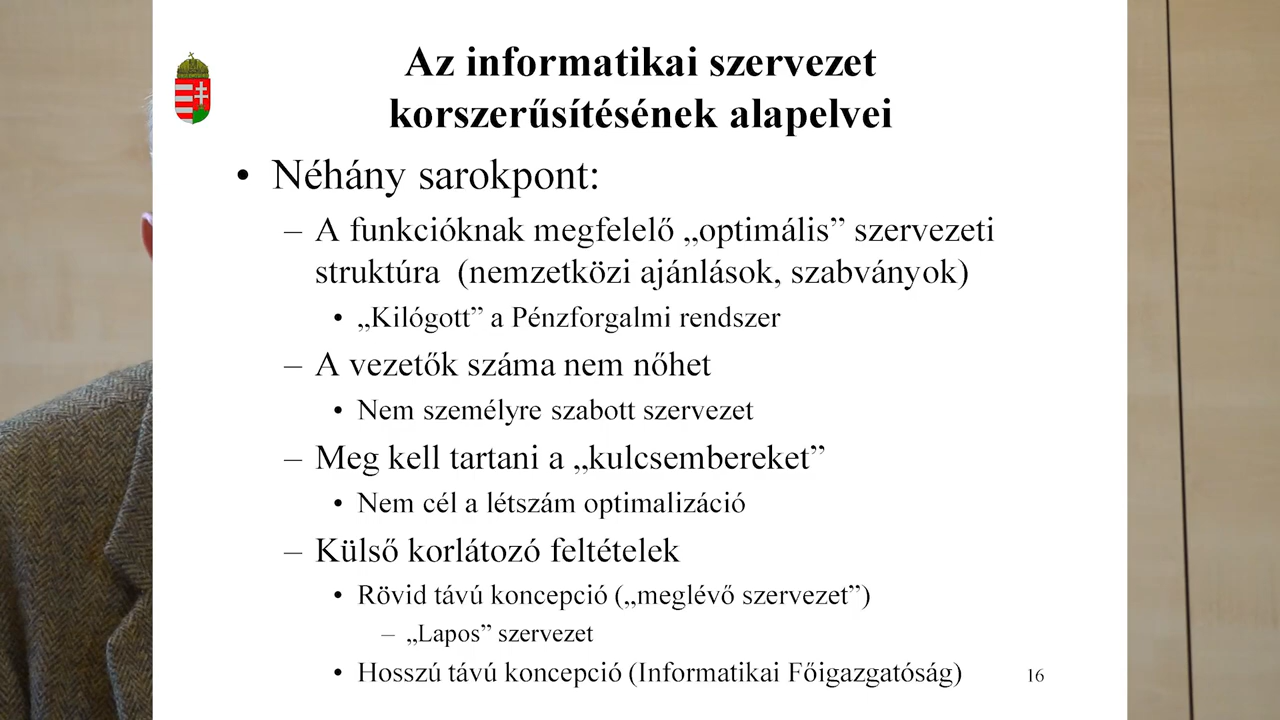 Az informatikai szervezet
korszerűsítésének alapelvei
• Néhány sarokpont:
– A funkcióknak megfelelő „optimális” szervezeti
struktúra (nemzetközi ajánlások, szabványok)
• „Kilógott” a Pénzforgalmi rendszer
– A vezetők száma nem nőhet
• Nem személyre szabott szervezet
– Meg kell tartani a „kulcsembereket”
• Nem cél a létszám optimalizáció
– Külső korlátozó feltételek
• Rövid távú koncepció („meglévő szervezet”)
– „Lapos” szervezet
• Hosszú távú koncepció (Informatikai Főigazgatóság)
16